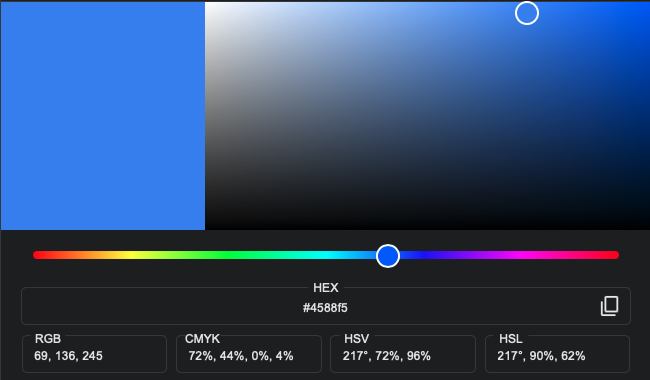 HEX
#4588f5
RGB
69, 136, 245
CMYK
72%, 44%, 0%, 4%
HSV
217°, 72%, 96%
HSL
217°, 90%, 62%